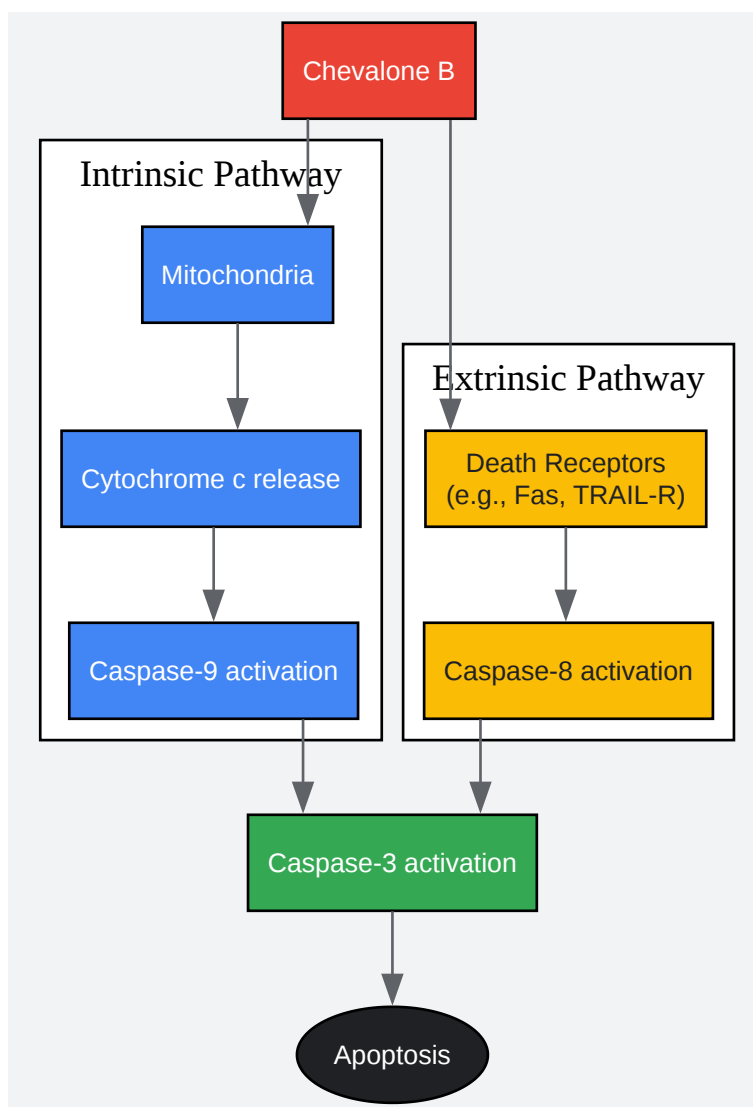 Chevalone B
Intrinsic Pathway
Mitochondria
Cytochrome c release
Caspase-9 activation
Extrinsic Pathway
Death Receptors
(e.g., Fas, TRAIL-R)
Caspase-8 activation
Caspase-3 activation
Apoptosis